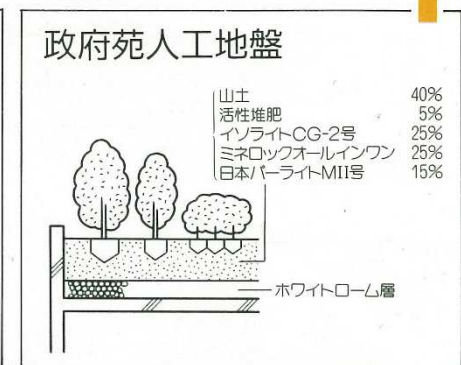 政府苑人工地盤
山土 40%
活性堆肥 5%
イソライトCG-2号 25%
ミネロックオールインワン 25%
日本パーライトMII号 15%
ホワイトローム層